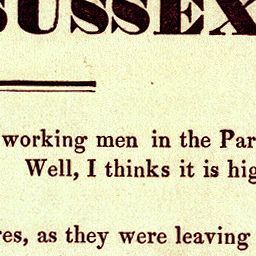 SUSSEX
working men in the Par
Well, I thinks it is hig
res, as they were leaving